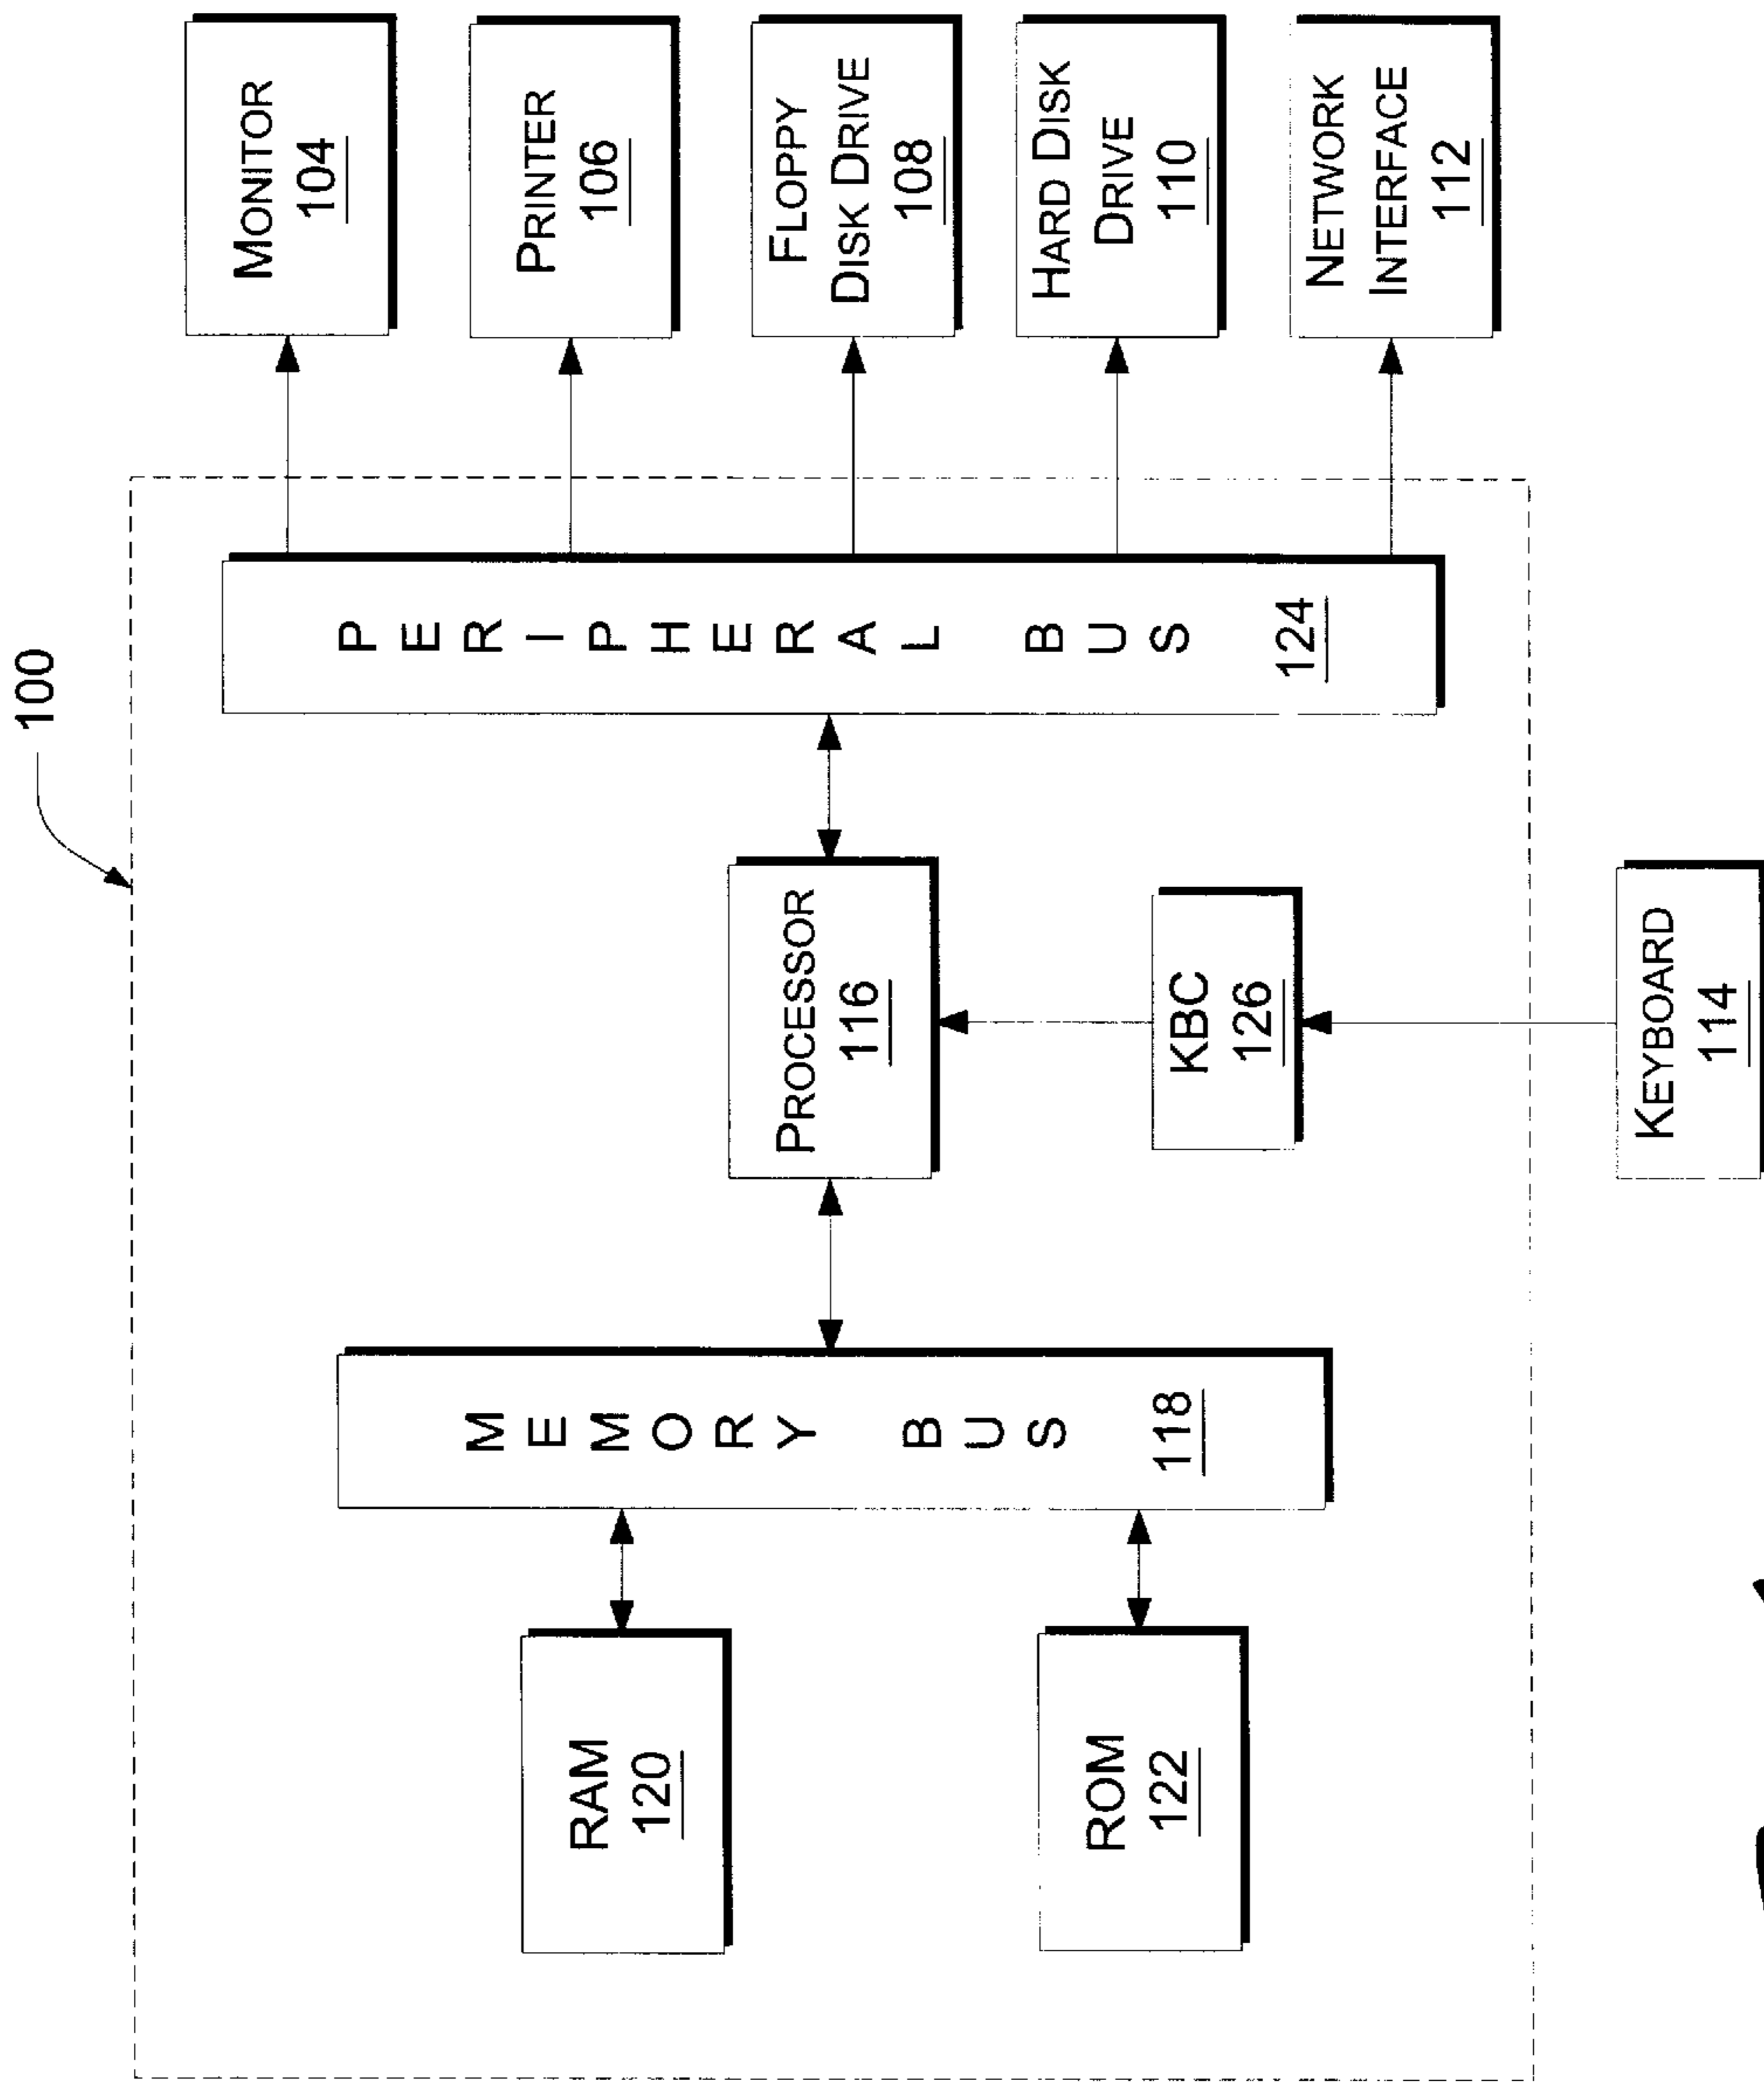 100
RAM
120
ROM
122
MEMORY BUS
118
PROCESSOR
116
KBC
126
KEYBOARD
114
PERIPHERAL BUS
124
MONITOR
104
PRINTER
106
FLOPPY
DISK DRIVE
108
HARD DISK
DRIVE
110
NETWORK
INTERFACE
112